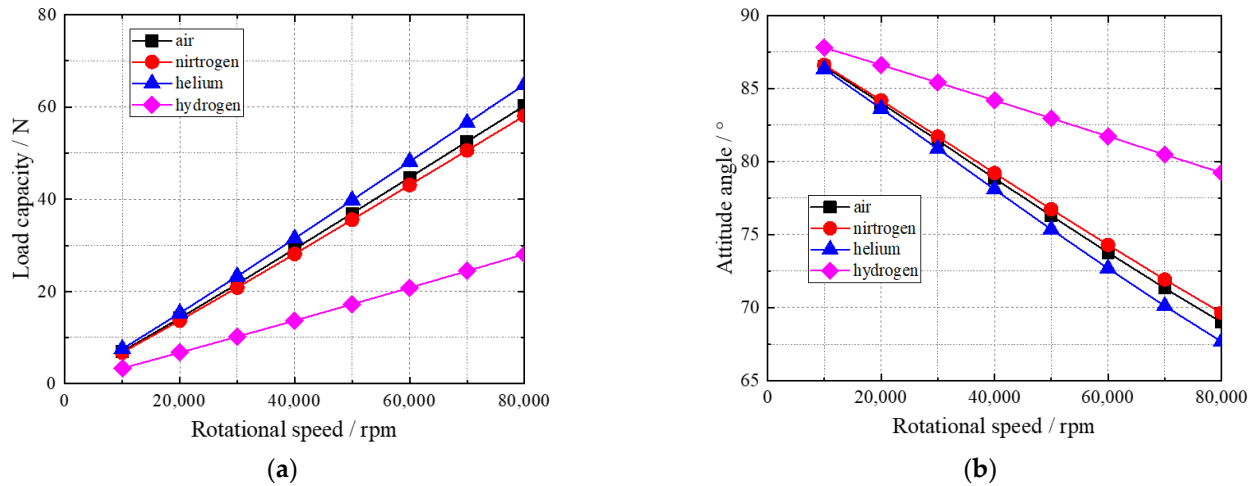 80
60
40
20
0
Load capacity / N
air
nirtrogen
helium
hydrogen
0
20,000
40,000
60,000
80,000
Rotational speed / rpm
(a)
90
85
80
75
70
65
Attitude angle / °
air
nirtrogen
helium
hydrogen
0
20,000
40,000
60,000
80,000
Rotational speed / rpm
(b)